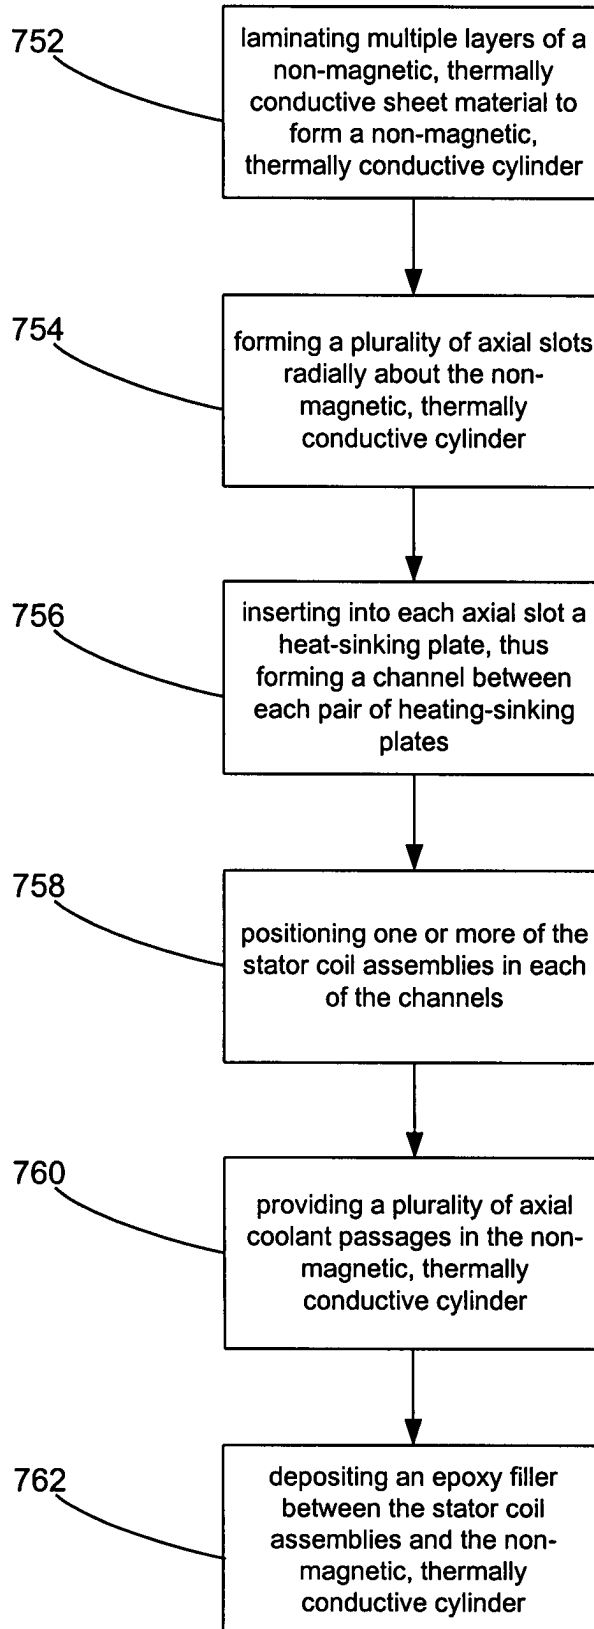 752
laminating multiple layers of a
non-magnetic, thermally
conductive sheet material to
form a non-magnetic,
thermally conductive cylinder
754
forming a plurality of axial slots
radially about the non-
magnetic, thermally
conductive cylinder
756
inserting into each axial slot a
heat-sinking plate, thus
forming a channel between
each pair of heating-sinking
plates
758
positioning one or more of the
stator coil assemblies in each
of the channels
760
providing a plurality of axial
coolant passages in the non-
magnetic, thermally
conductive cylinder
762
depositing an epoxy filler
between the stator coil
assemblies and the non-
magnetic, thermally
conductive cylinder